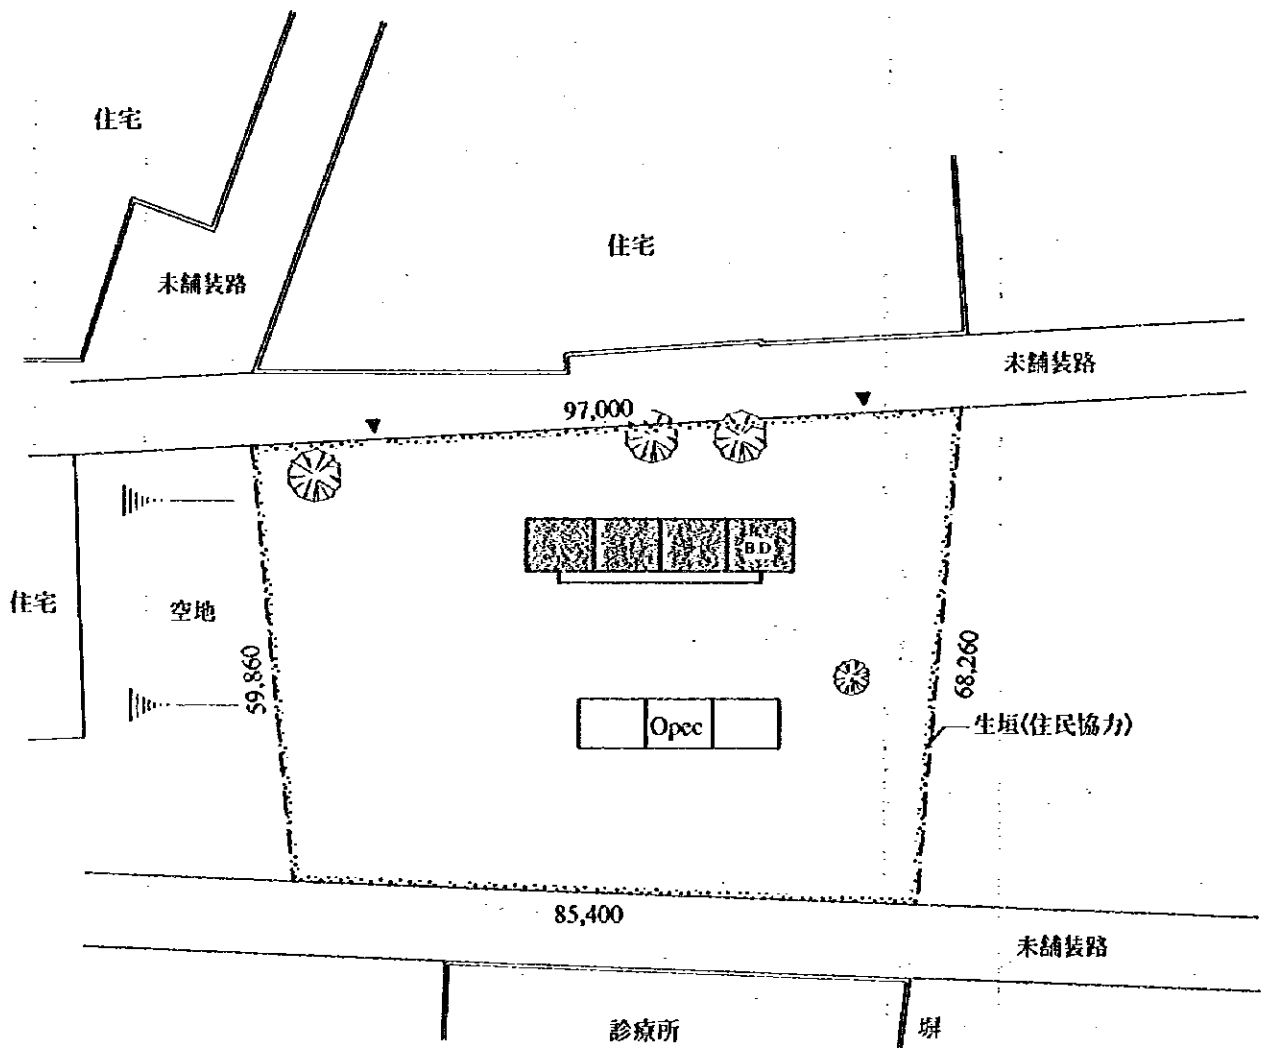 住宅
住宅
未舗装路
未舗装路
97,000
B.D
住宅
空地
59,860
68,260
Opec
生垣(住民協力)
85,400
未舗装路
診療所
塀